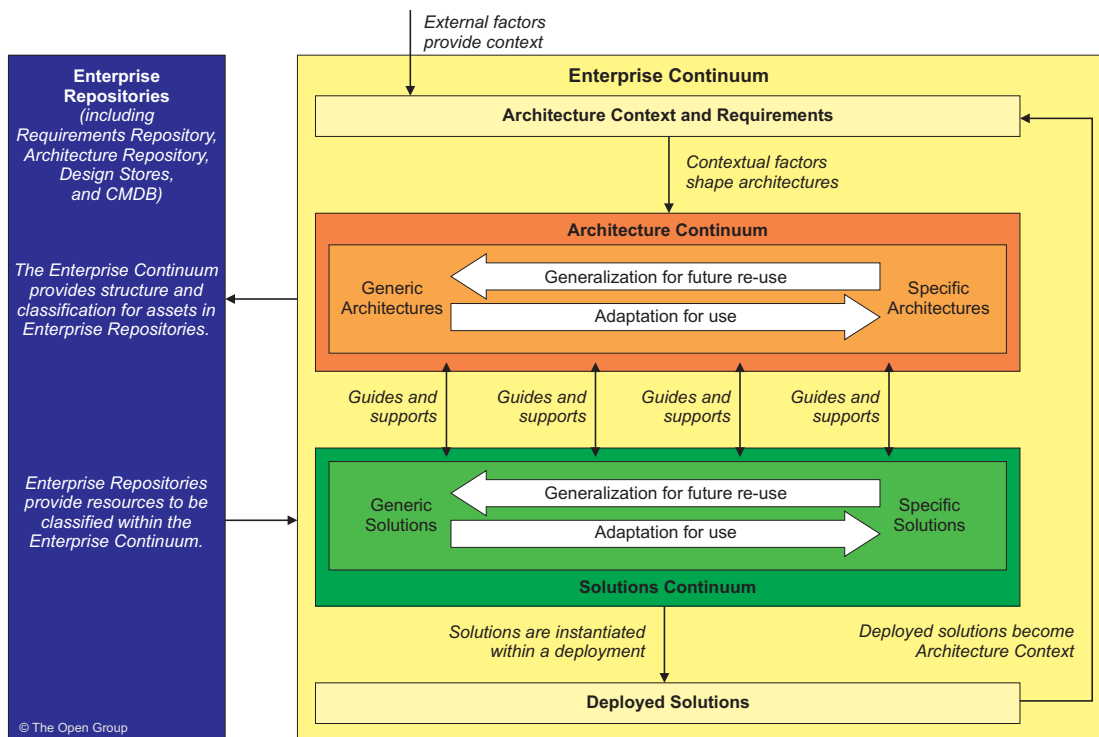 External factors
provide context
Enterprise
Repositories
(including
Requirements Repository,
Architecture Repository,
Design Stores,
and CMDB)
The Enterprise Continuum
provides structure and
classification for assets in
Enterprise Repositories.
Enterprise Repositories
provide resources to be
classified within the
Enterprise Continuum.
© The Open Group
Enterprise Continuum
Architecture Context and Requirements
Contextual factors
shape architectures
Architecture Continuum
Generic
Architectures
Generalization for future re-use
Adaptation for use
Specific
Architectures
Guides and
supports
Guides and
supports
Guides and
supports
Guides and
supports
Generic
Solutions
Generalization for future re-use
Adaptation for use
Specific
Solutions
Solutions Continuum
Solutions are instantiated
within a deployment
Deployed solutions become
Architecture Context
Deployed Solutions